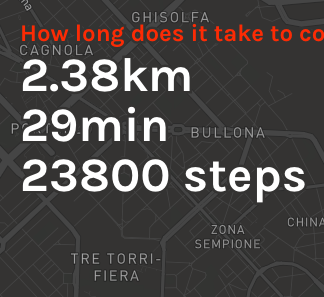 GHISOLFA
How long does it take to co
CAGNOLA
2.38km
29min
BULLONA
23800 steps
ZONA
SEMPIONE
CHINA
TRE TORRI-
FIERA